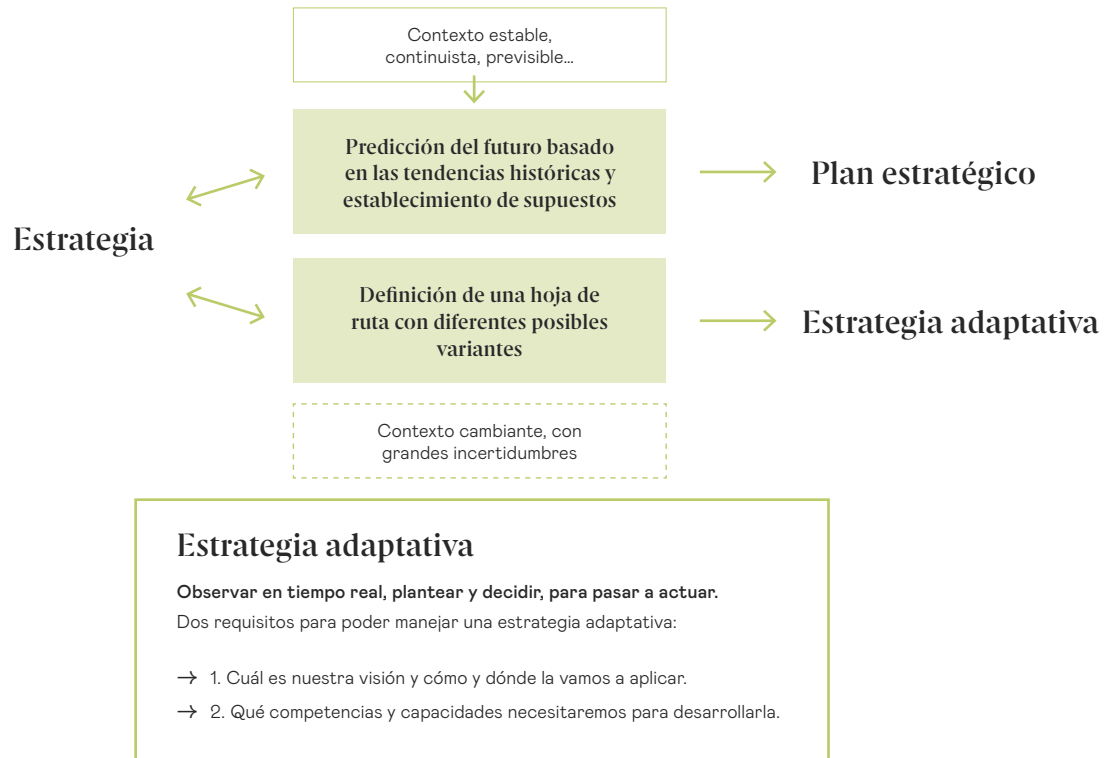 Contexto estable,
continuista, previsible...
Predicción del futuro basado
en las tendencias históricas y
establecimiento de supuestos
Plan estratégico
Estrategia
Definición de una hoja de
ruta con diferentes posibles
variantes
Estrategia adaptativa
Contexto cambiante, con
grandes incertidumbres
Estrategia adaptativa
Observar en tiempo real, plantear y decidir, para pasar a actuar.
Dos requisitos para poder manejar una estrategia adaptativa:
→ 1. Cuál es nuestra visión y cómo y dónde la vamos a aplicar.
→ 2. Qué competencias y capacidades necesitaremos para desarrollarla.